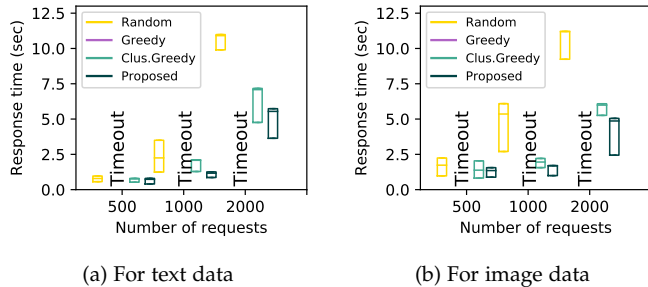 12.5
10.0
7.5
5.0
2.5
0.0
Response time (sec)
Random
Greedy
Clus.Greedy
Proposed
Timeout
Timeout
Timeout
500
1000
2000
Number of requests
(a) For text data
12.5
10.0
7.5
5.0
2.5
0.0
Response time (sec)
Random
Greedy
Clus.Greedy
Proposed
Timeout
Timeout
Timeout
500
1000
2000
Number of requests
(b) For image data